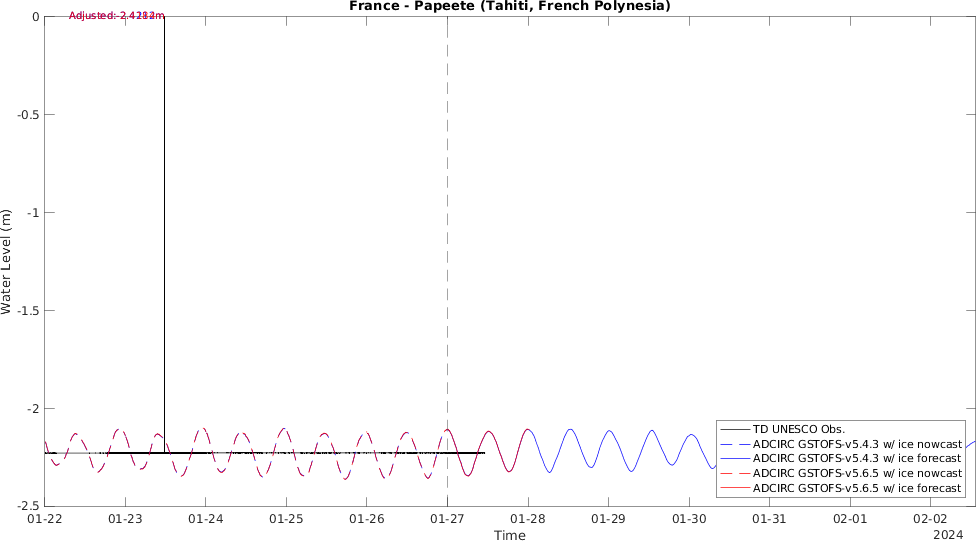 France - Papeete (Tahiti, French Polynesia)
0
-0.5
-1
-1.5
-2
-2.5
Water Level (m)
01-22
01-23
01-24
01-25
01-26
01-27
01-28
01-29
01-30
01-31
02-01
02-02
Time
2024
TD UNESCO Obs.
ADCIRC GSTOFS-v5.4.3 w/ ice nowcast
ADCIRC GSTOFS-v5.4.3 w/ ice forecast
ADCIRC GSTOFS-v5.6.5 w/ ice nowcast
ADCIRC GSTOFS-v5.6.5 w/ ice forecast
Adjusted: